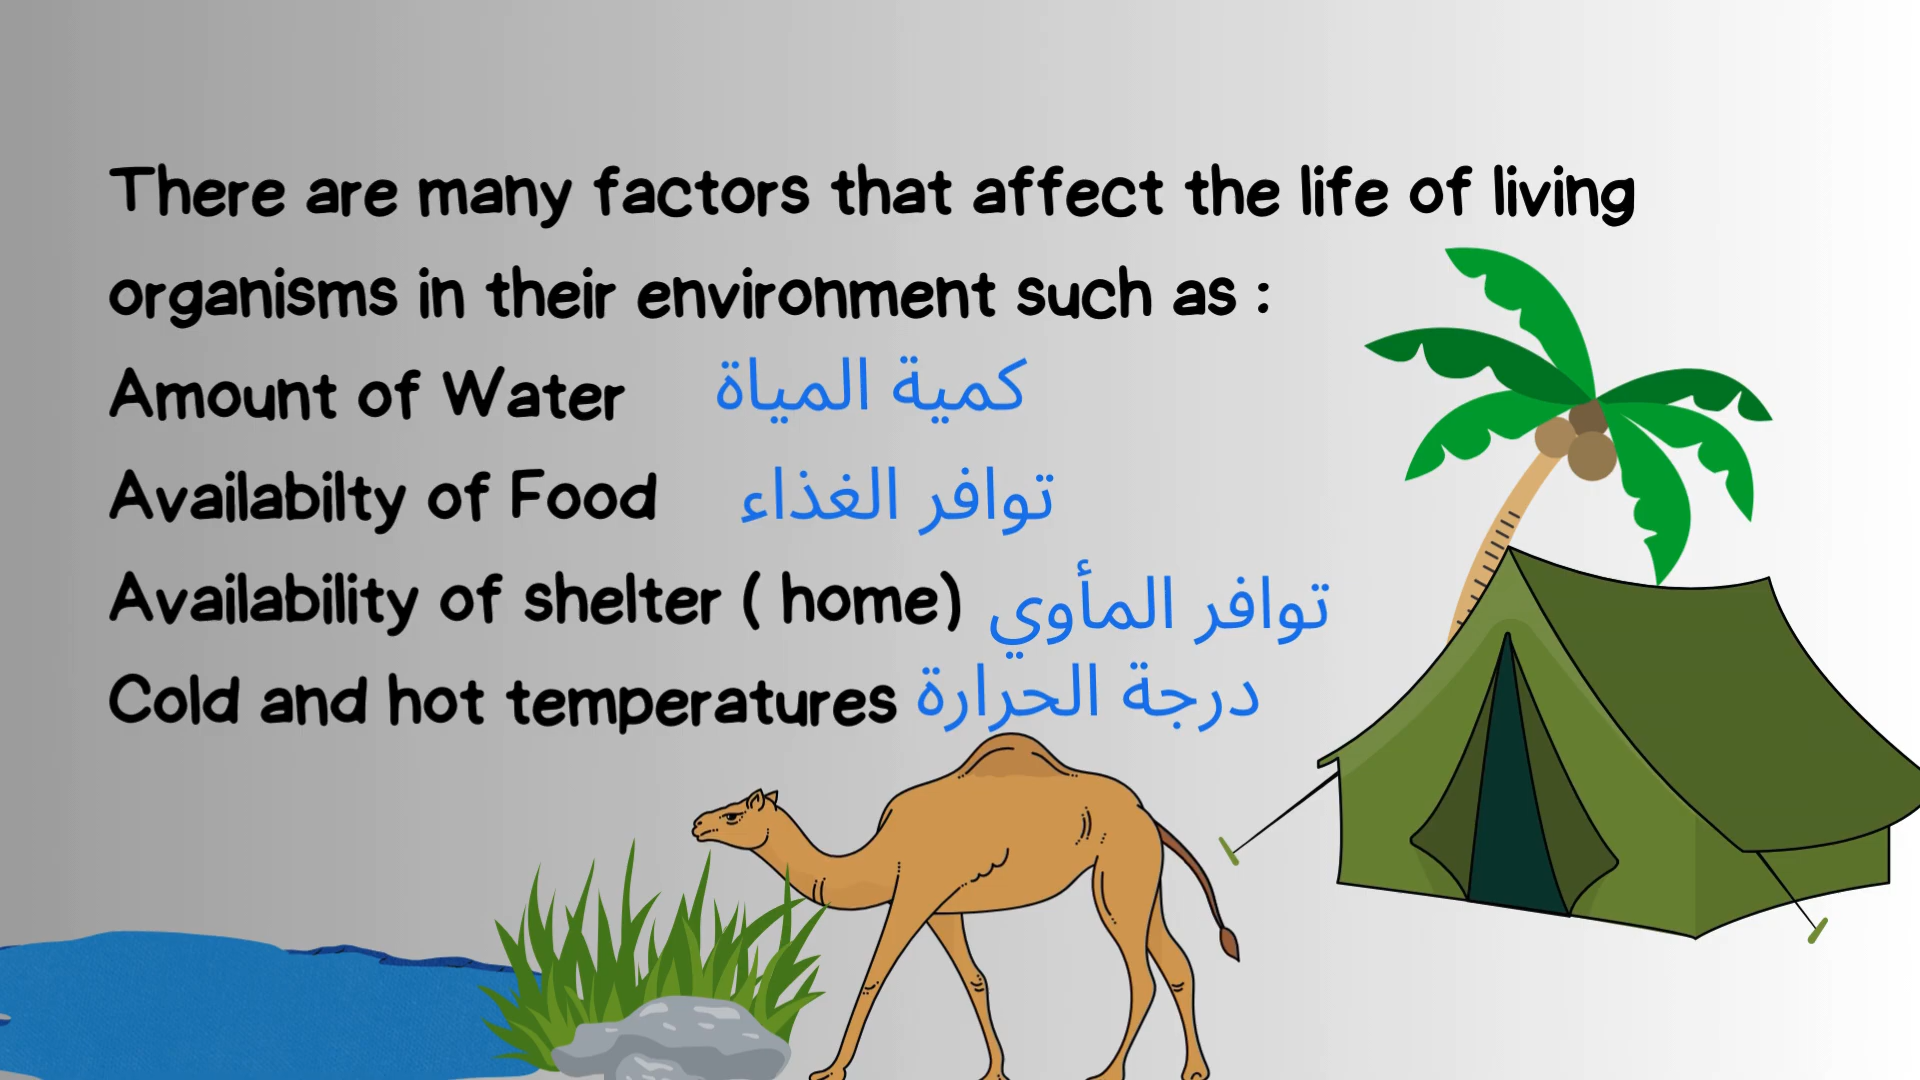 There are many factors that affect the life of living
organisms in their environment such as :
Amount of Water كمية المياة
Availabilty of Food توافر الغذاء
Availability of shelter ( home) توافر المأوي
Cold and hot temperatures درجة الحرارة